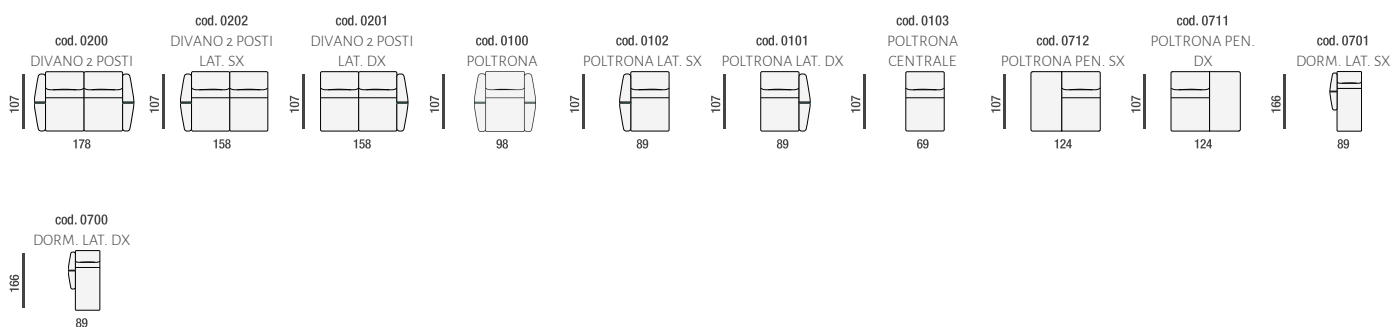 cod. 0200
DIVANO 2 POSTI
107
178
cod. 0202
DIVANO 2 POSTI
LAT. SX
107
158
cod. 0201
DIVANO 2 POSTI
LAT. DX
107
158
cod. 0100
POLTRONA
107
98
cod. 0102
POLTRONA LAT. SX
107
89
cod. 0101
POLTRONA LAT. DX
107
89
cod. 0103
POLTRONA
CENTRALE
107
69
cod. 0712
POLTRONA PEN. SX
107
124
cod. 0711
POLTRONA PEN.
DX
107
124
cod. 0701
DORM. LAT. SX
166
89
cod. 0700
DORM. LAT. DX
166
89